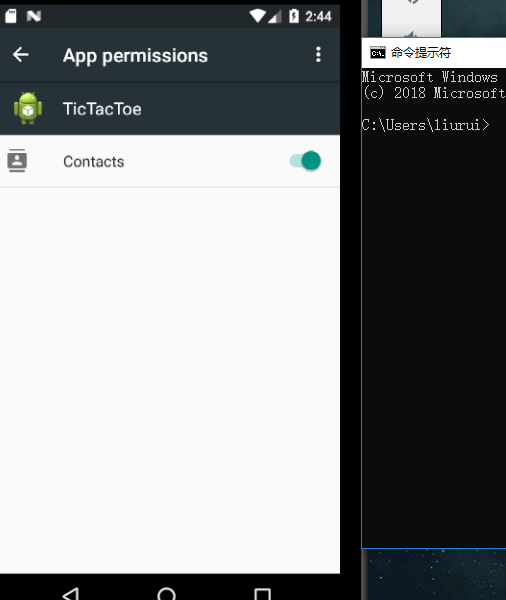 2:44
App permissions
TicTacToe
Contacts
命令提示符
Microsoft Windows
(c) 2018 Microsoft
C:\Users\liurui>